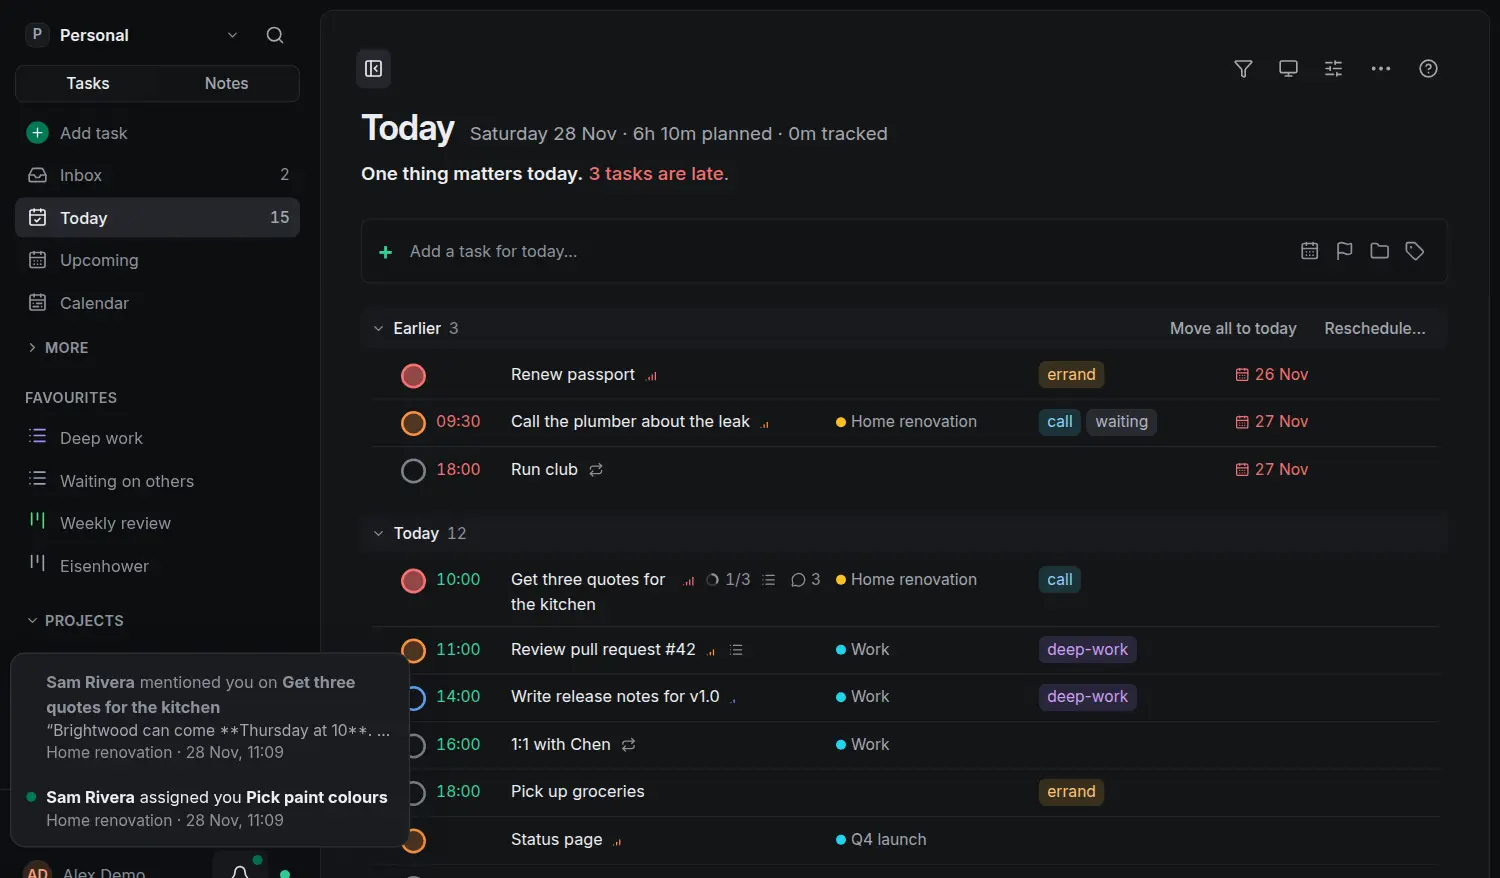 P Personal
Tasks Notes
Add task
Inbox 2
Today 15
Upcoming
Calendar
MORE
FAVOURITES
Deep work
Waiting on others
Weekly review
Eisenhower
PROJECTS
Sam Rivera mentioned you on Get three
quotes for the kitchen
“Brightwood can come **Thursday at 10**. ...
Home renovation · 28 Nov, 11:09
Sam Rivera assigned you Pick paint colours
Home renovation · 28 Nov, 11:09
AD Alex Demo
Today Saturday 28 Nov · 6h 10m planned · 0m tracked
One thing matters today. 3 tasks are late.
Add a task for today...
Earlier 3 Move all to today Reschedule...
Renew passport errand 26 Nov
09:30 Call the plumber about the leak Home renovation call waiting 27 Nov
18:00 Run club 27 Nov
Today 12
10:00 Get three quotes for 1/3 3 Home renovation call
the kitchen
11:00 Review pull request #42 Work deep-work
14:00 Write release notes for v1.0 Work deep-work
16:00 1:1 with Chen Work
18:00 Pick up groceries errand
Status page Q4 launch